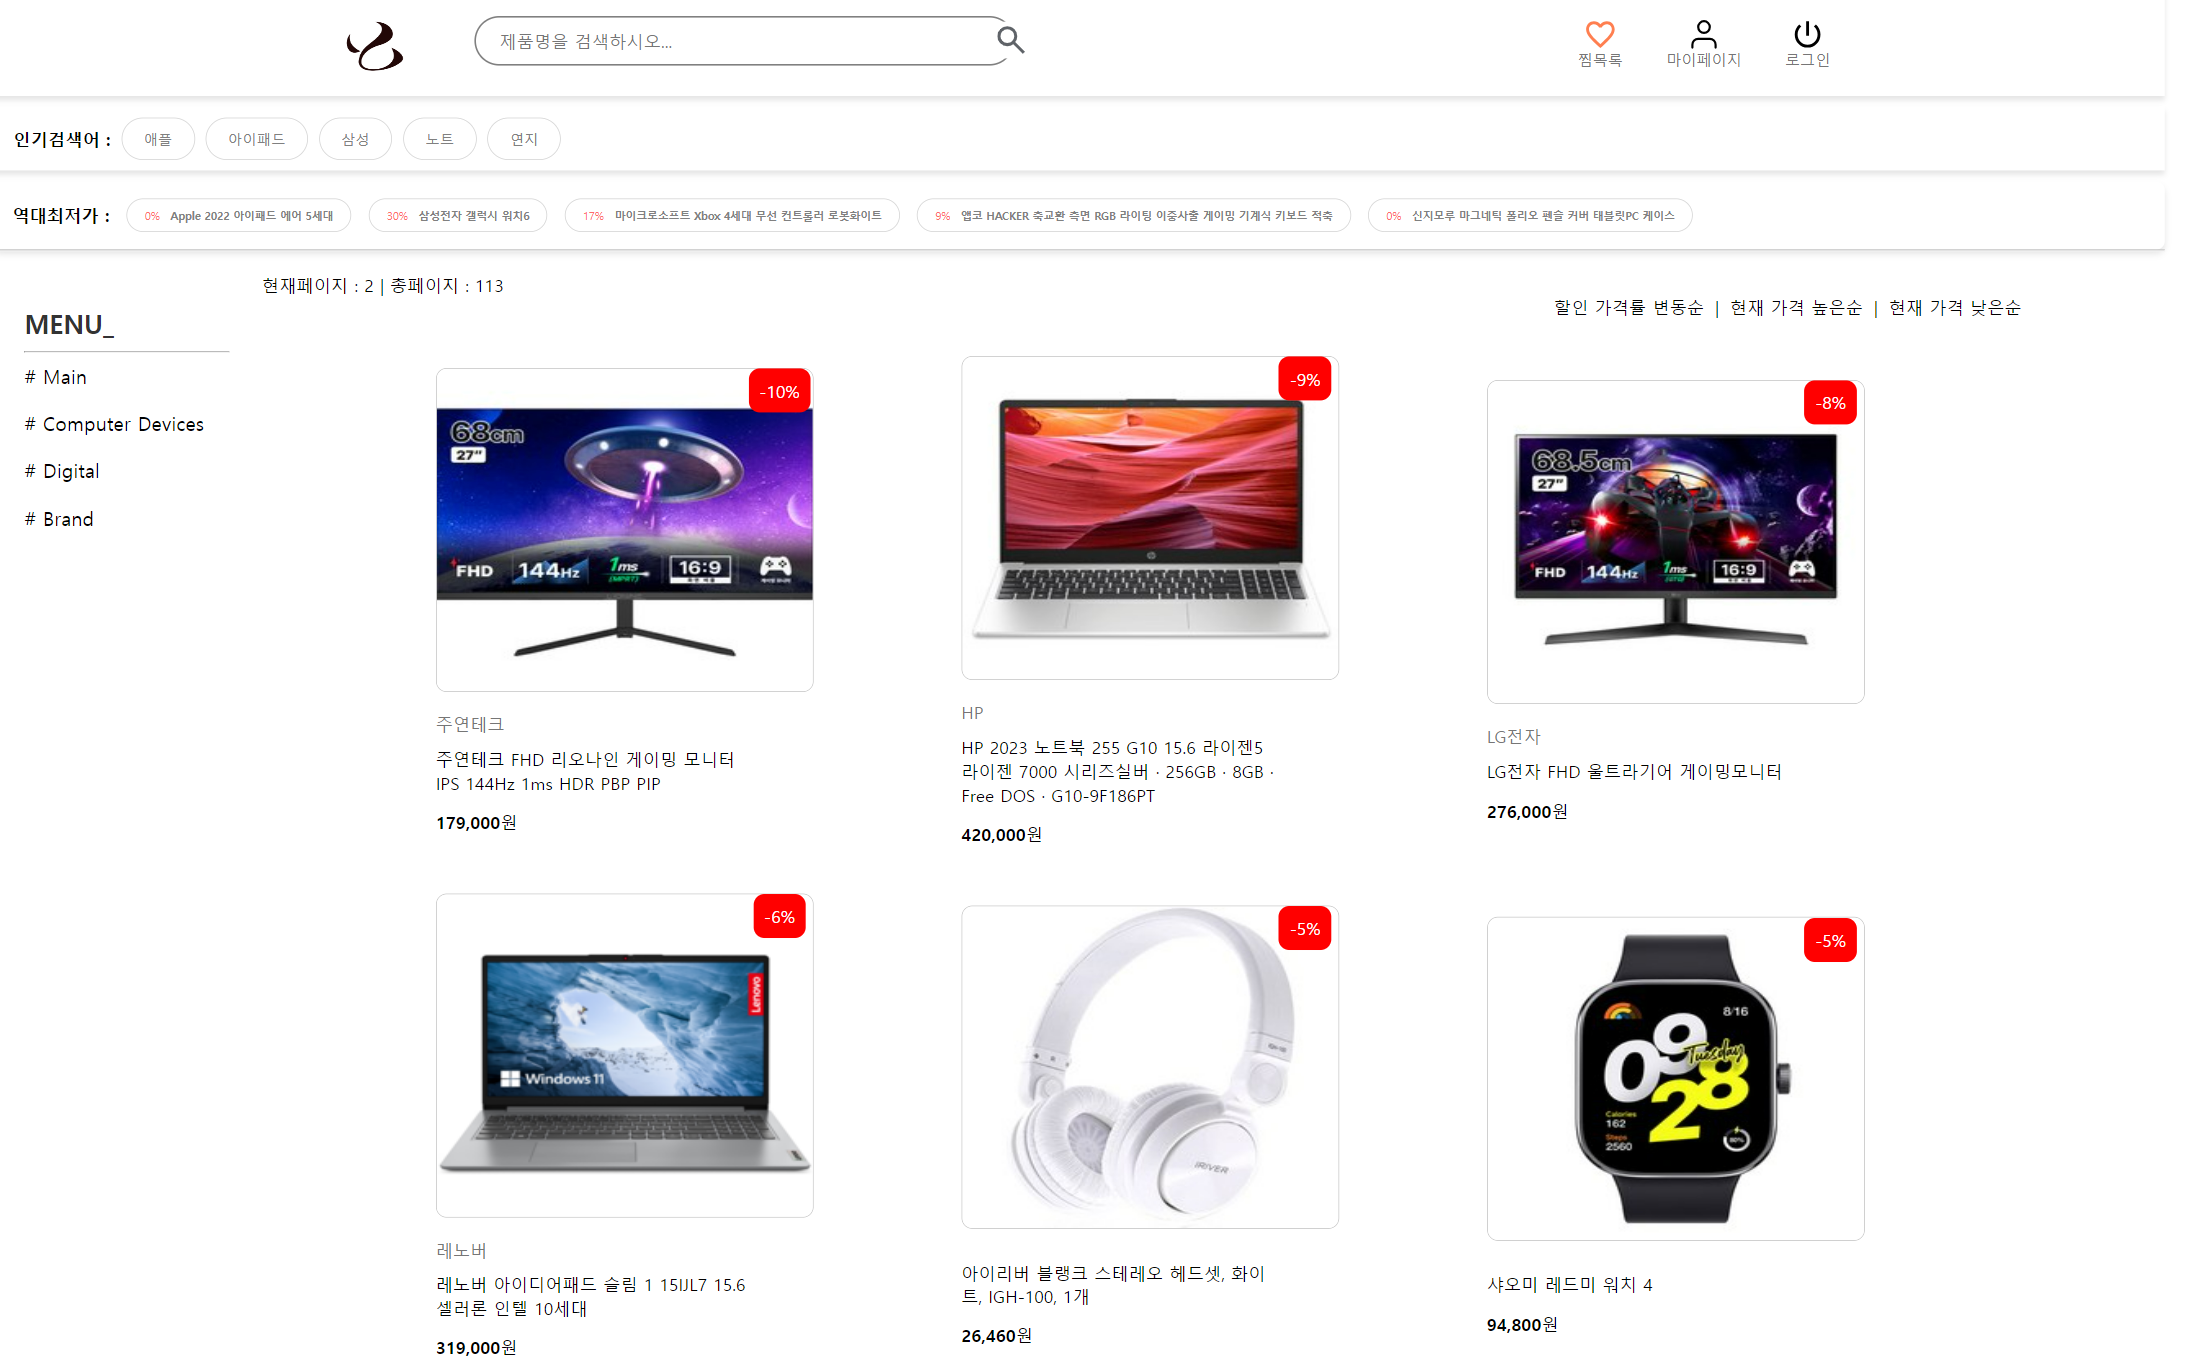 제품명을 검색하시오...
찜목록
마이페이지
로그인
인기검색어 :
애플
아이패드
삼성
노트
연지
역대최저가 :
0% Apple 2022 아이패드 에어 5세대
30% 삼성전자 갤럭시 워치6
17% 마이크로소프트 Xbox 4세대 무선 컨트롤러 로봇화이트
9% 앱코 HACKER 축교환 측면 RGB 라이팅 이중사출 게이밍 기계식 키보드 적축
0% 신지모루 마그네틱 폴리오 펜슬 커버 태블릿PC 케이스
현재페이지 : 2 | 총페이지 : 113
할인 가격률 변동순 | 현재 가격 높은순 | 현재 가격 낮은순
MENU_
# Main
# Computer Devices
# Digital
# Brand
-10%
68cm
27"
FHD
144Hz
1ms
(MPRT)
16:9
주연테크
주연테크 FHD 리오나인 게이밍 모니터
IPS 144Hz 1ms HDR PBP PIP
179,000원
-9%
HP
HP 2023 노트북 255 G10 15.6 라이젠5
라이젠 7000 시리즈실버 · 256GB · 8GB ·
Free DOS · G10-9F186PT
420,000원
-8%
68.5cm
27"
FHD
144Hz
1ms
16:9
LG전자
LG전자 FHD 울트라기어 게이밍모니터
276,000원
-6%
Lenovo
Windows 11
레노버
레노버 아이디어패드 슬림 1 15IJL7 15.6
셀러론 인텔 10세대
319,000원
-5%
IRIVER
아이리버 블랭크 스테레오 헤드셋, 화이
트, IGH-100, 1개
26,460원
-5%
8/16
09
Tuesday
28
Calories
162
Steps
2560
샤오미 레드미 워치 4
94,800원